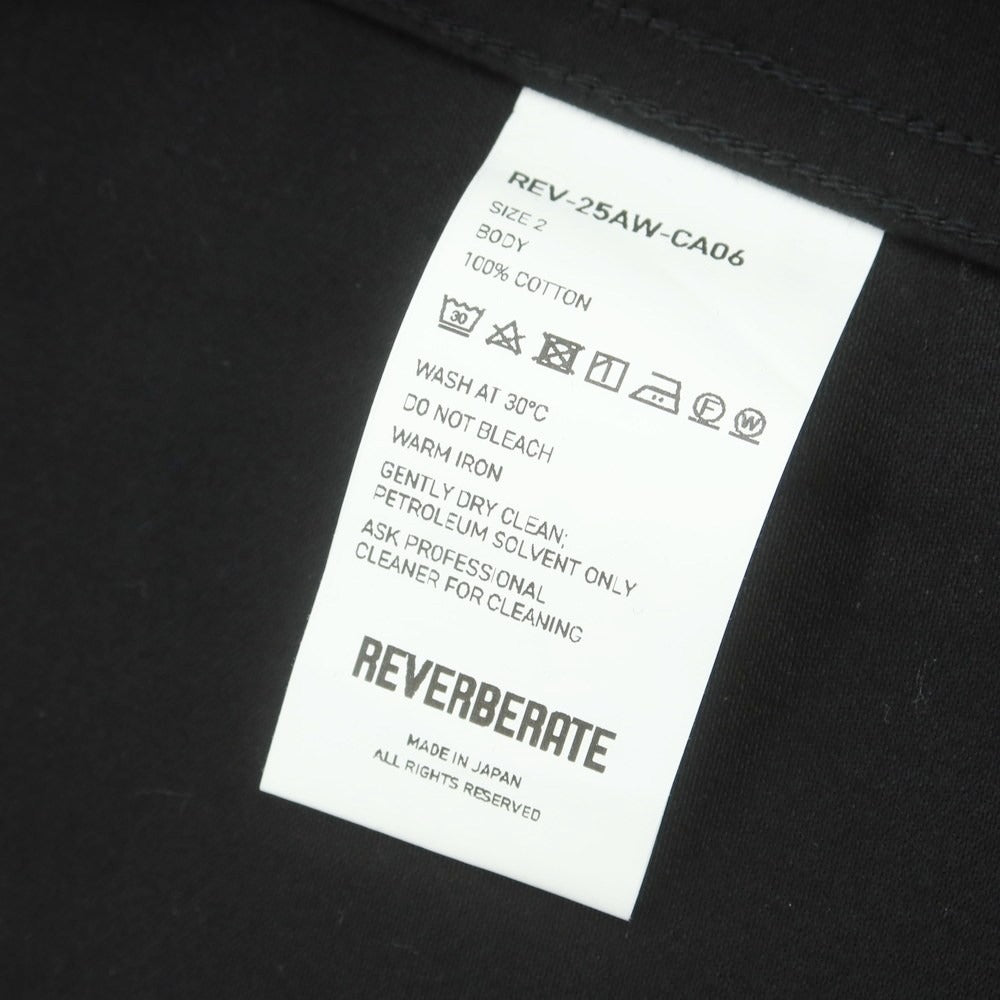 REV-25AW-CA06
SIZE 2
BODY
100% COTTON
30 F W
WASH AT 30°C
DO NOT BLEACH
WARM IRON
GENTLY DRY CLEAN;
PETROLEUM SOLVENT ONLY
ASK PROFESSIONAL
CLEANER FOR CLEANING
REVERBERATE
MADE IN JAPAN
ALL RIGHTS RESERVED